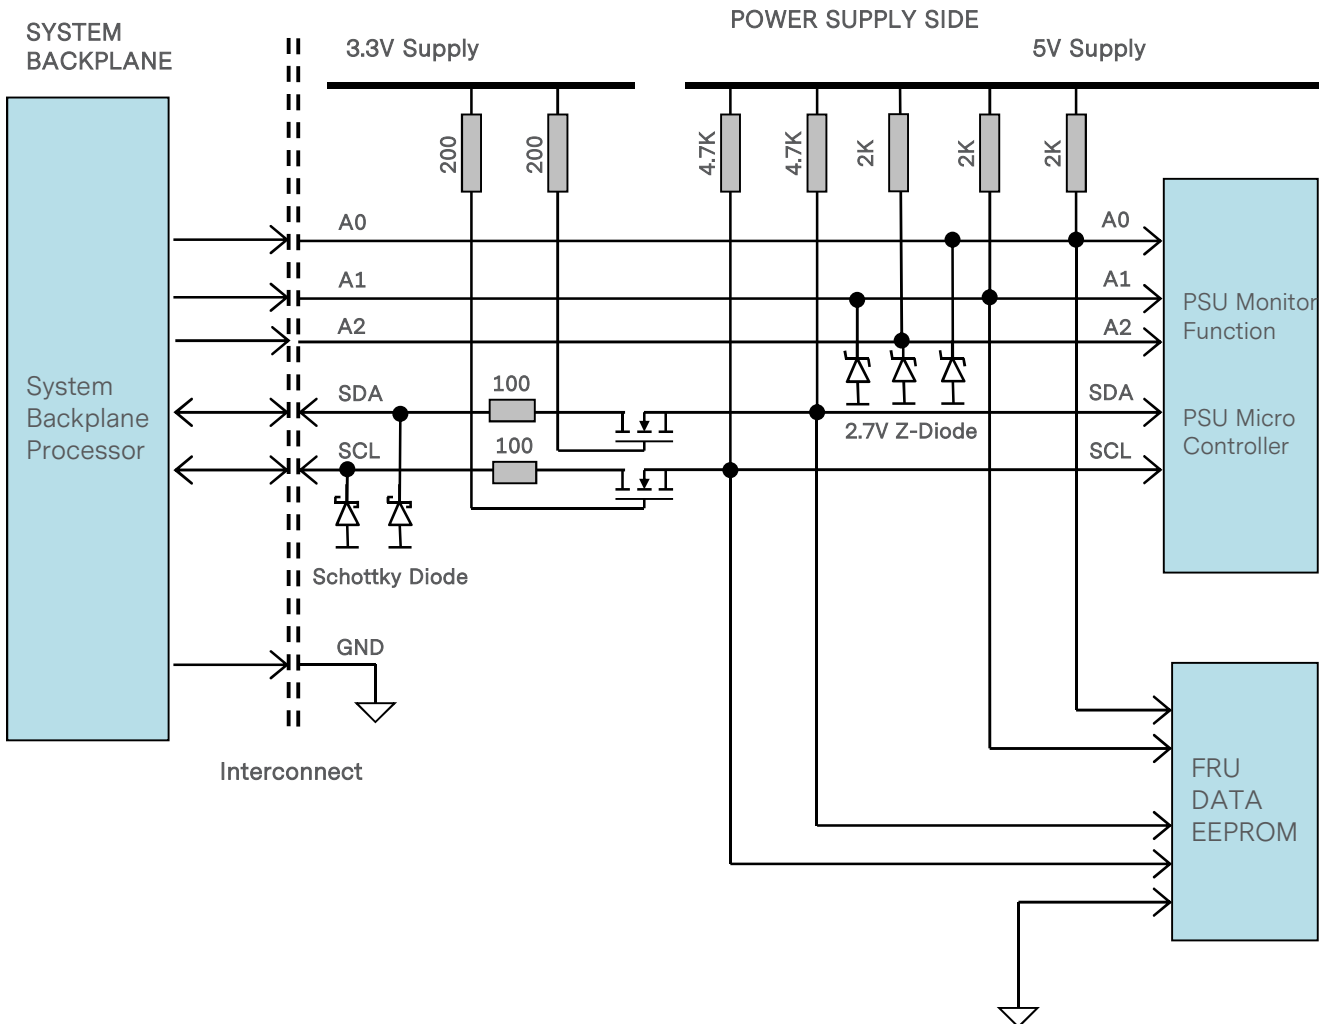 POWER SUPPLY SIDE
SYSTEM
BACKPLANE
3.3V Supply
5V Supply
200
200
4.7K
4.7K
2K
2K
2K
A0
A0
A1
A1
A2
A2
PSU Monitor
Function
System
Backplane
Processor
SDA
100
SDA
2.7V Z-Diode
PSU Micro
Controller
SCL
100
SCL
Schottky Diode
GND
Interconnect
FRU
DATA
EEPROM